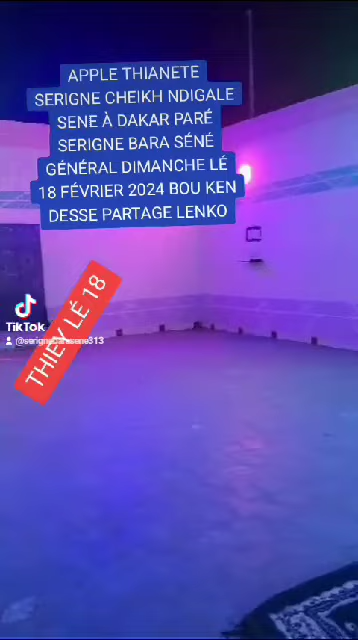 APPLE THIANETE
SERIGNE CHEIKH NDIGALE
SENE À DAKAR PARÉ
SERIGNE BARA SÉNÉ
GÉNÉRAL DIMANCHE LÉ
18 FÉVRIER 2024 BOU KEN
DESSE PARTAGE LENKO
THIEY LÉ 18
TikTok